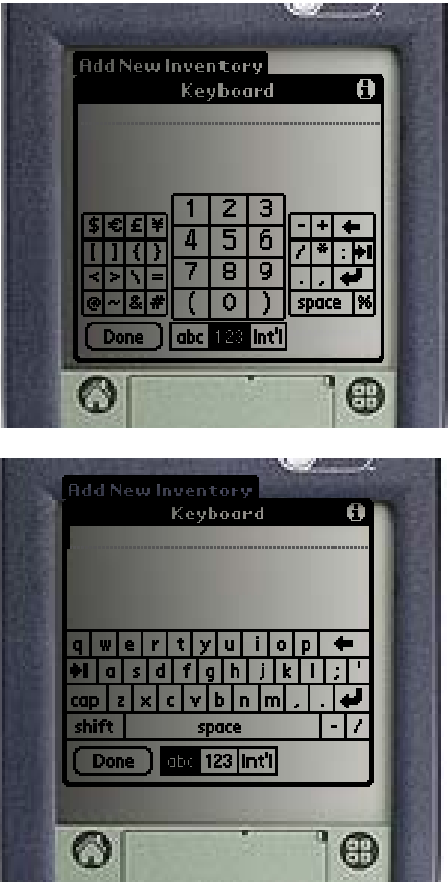 Add New Inventory
Keyboard i
1 2 3
$ € £ ¥ - + ←
4 5 6
[ ] { } / * :
7 8 9
< > \ = . ,
@ ~ & # ( 0 ) space %
Done abc 123 Int'l
Add New Inventory
Keyboard i
q w e r t y u i o p ←
a s d f g h j k l ; '
cap z x c v b n m , .
shift space - /
Done abc 123 Int'l